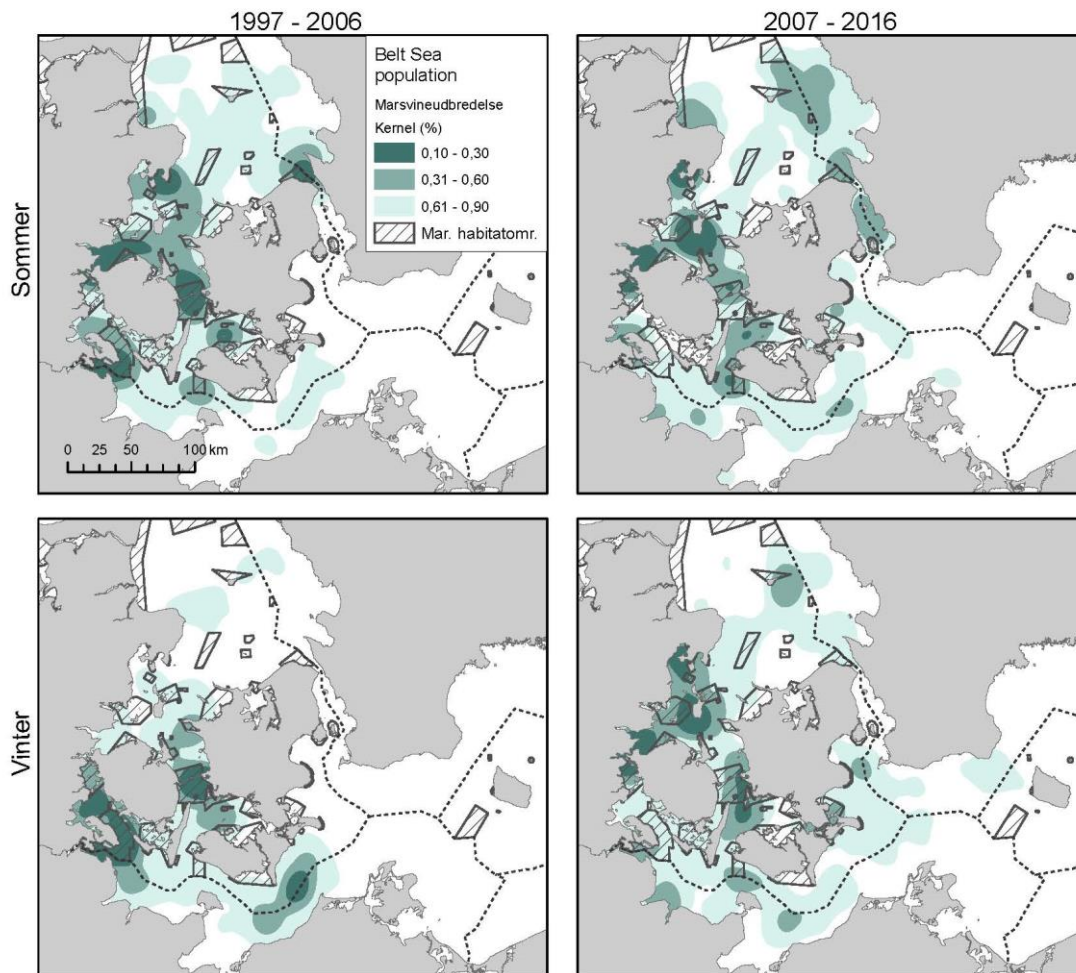 1997 - 2006
2007 - 2016
Sommer
Belt Sea
population
Marsvineudbredelse
Kernel (%)
0,10 - 0,30
0,31 - 0,60
0,61 - 0,90
Mar. habitatomr.
0 25 50 100 km
Vinter